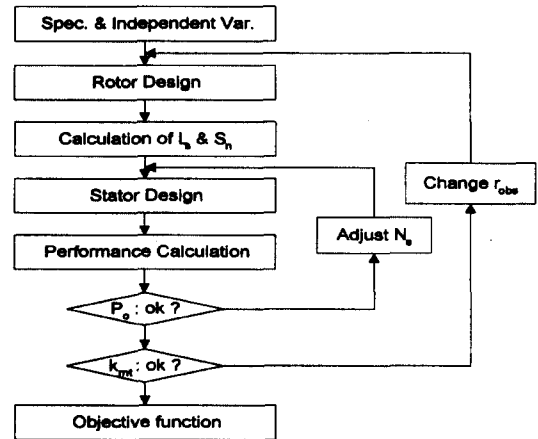 Spec. & Independent Var.
Rotor Design
Calculation of Ls & Sn
Stator Design
Change robs
Adjust Ns
Performance Calculation
Po : ok ?
kmt : ok ?
Objective function